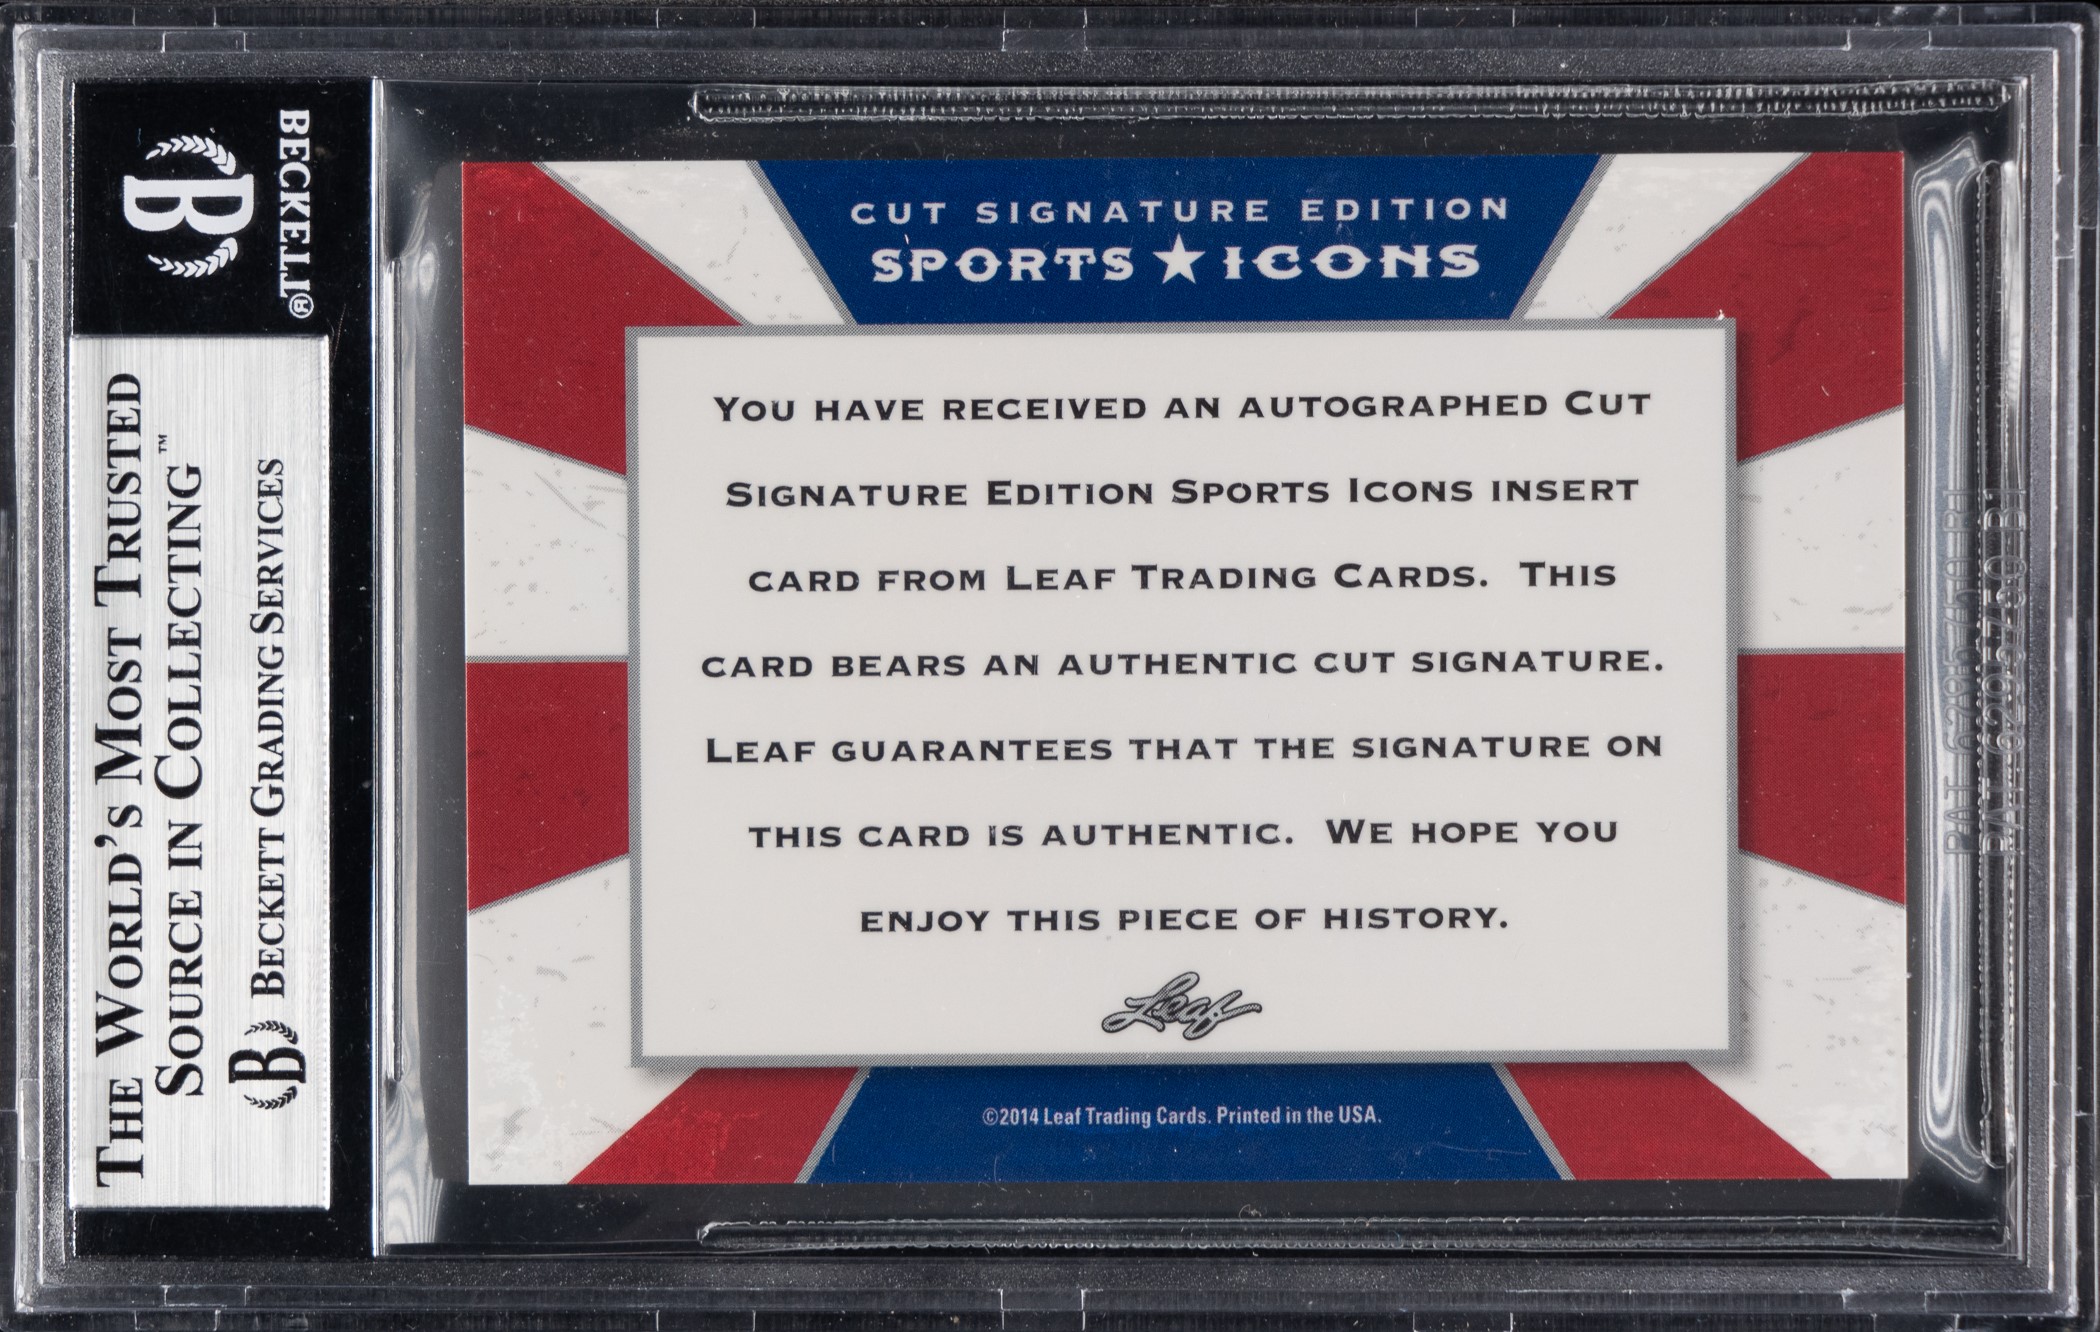 BECKETT®
B
THE WORLD'S MOST TRUSTED
SOURCE IN COLLECTING™
B BECKETT GRADING SERVICES
CUT SIGNATURE EDITION
SPORTS★ICONS
YOU HAVE RECEIVED AN AUTOGRAPHED CUT
SIGNATURE EDITION SPORTS ICONS INSERT
CARD FROM LEAF TRADING CARDS. THIS
CARD BEARS AN AUTHENTIC CUT SIGNATURE.
LEAF GUARANTEES THAT THE SIGNATURE ON
THIS CARD IS AUTHENTIC. WE HOPE YOU
ENJOY THIS PIECE OF HISTORY.
Leaf
©2014 Leaf Trading Cards. Printed in the USA.